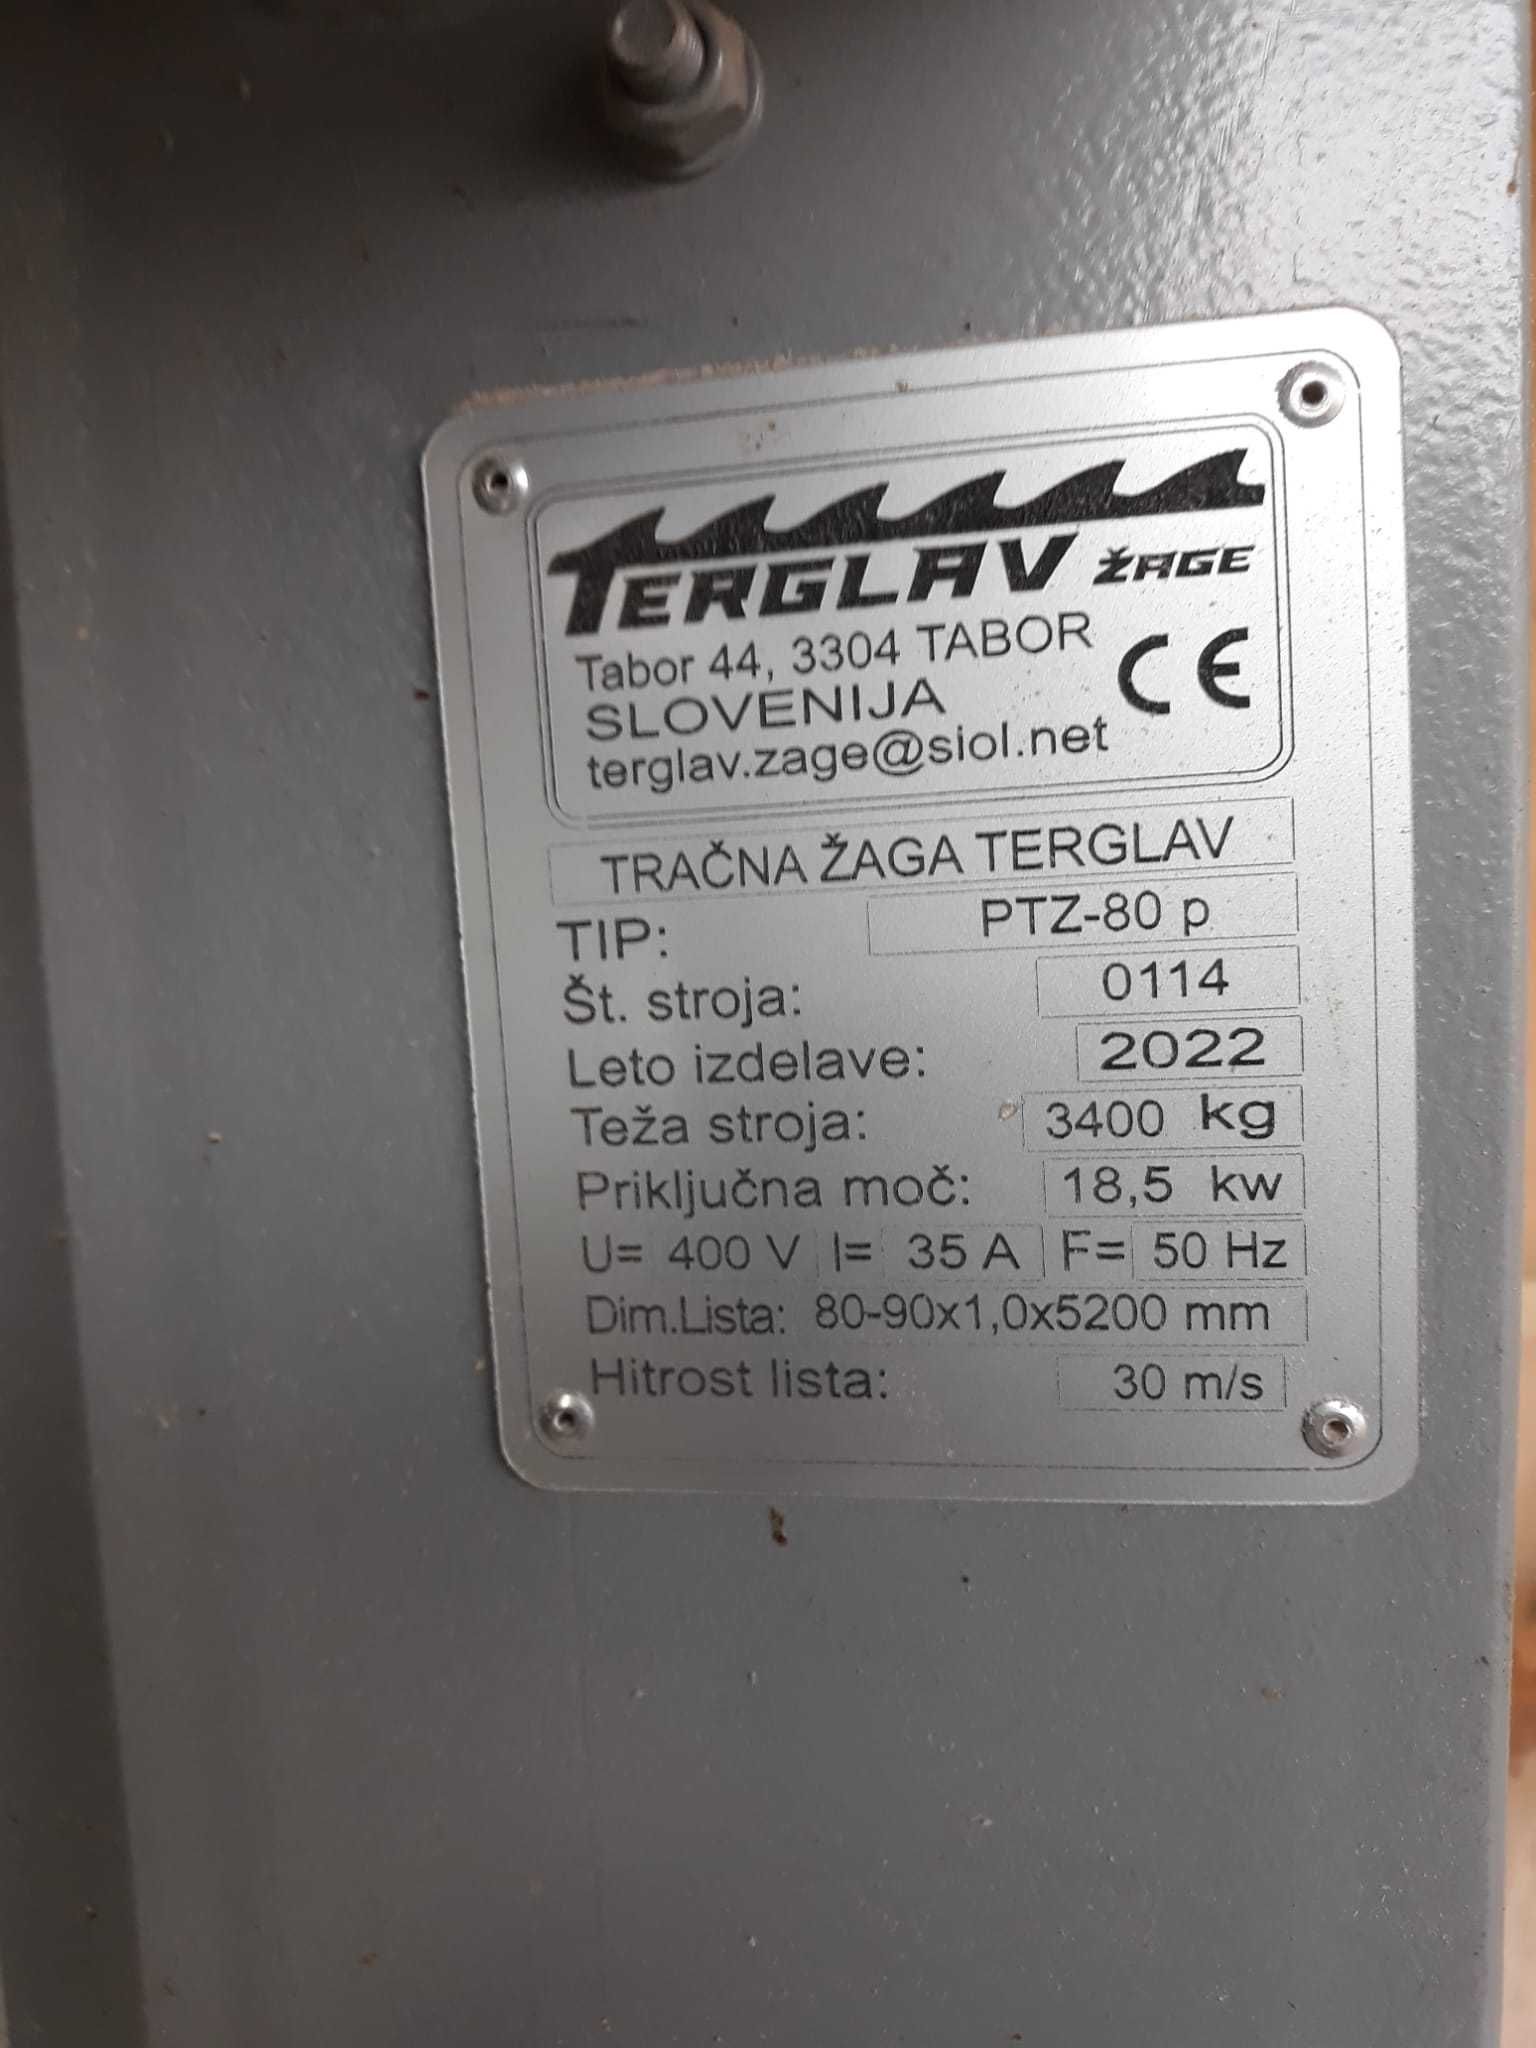 TERGLAV ŽAGE
Tabor 44, 3304 TABOR
SLOVENIJA
CE
terglav.zage@siol.net
TRAČNA ŽAGA TERGLAV
TIP: PTZ-80 p
Št. stroja: 0114
Leto izdelave: 2022
Teža stroja: 3400 kg
Priključna moč: 18,5 kw
U= 400 V I= 35 A F= 50 Hz
Dim.Lista: 80-90x1,0x5200 mm
Hitrost lista: 30 m/s